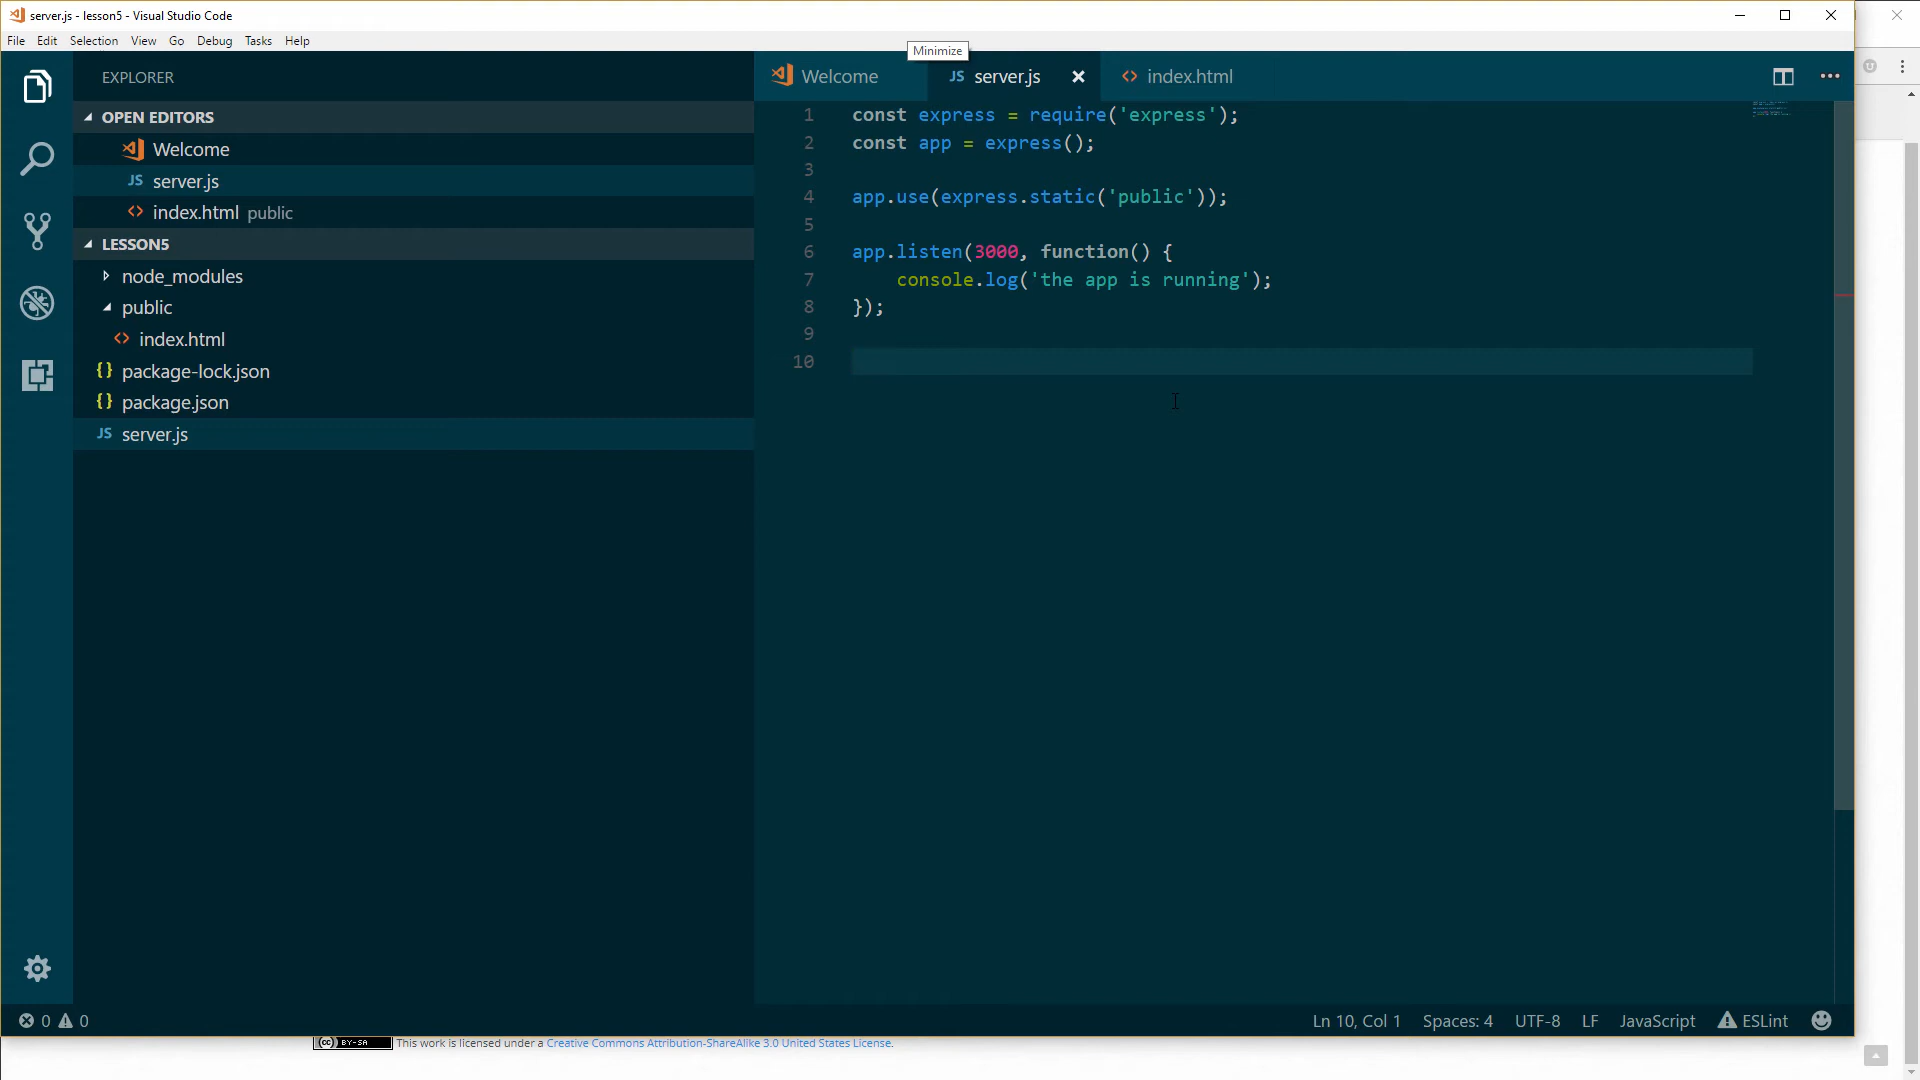 server.js - lesson5 - Visual Studio Code
File Edit Selection View Go Debug Tasks Help
Minimize
EXPLORER
OPEN EDITORS
Welcome
JS server.js
<> index.html public
LESSON5
node_modules
public
<> index.html
{} package-lock.json
{} package.json
JS server.js
Welcome
JS server.js
<> index.html
1 const express = require('express');
2 const app = express();
3
4 app.use(express.static('public'));
5
6 app.listen(3000, function() {
7     console.log('the app is running');
8 });
9
10
0 0
Ln 10, Col 1 Spaces: 4 UTF-8 LF JavaScript ESLint
cc BY-SA This work is licensed under a Creative Commons Attribution-ShareAlike 3.0 United States License.